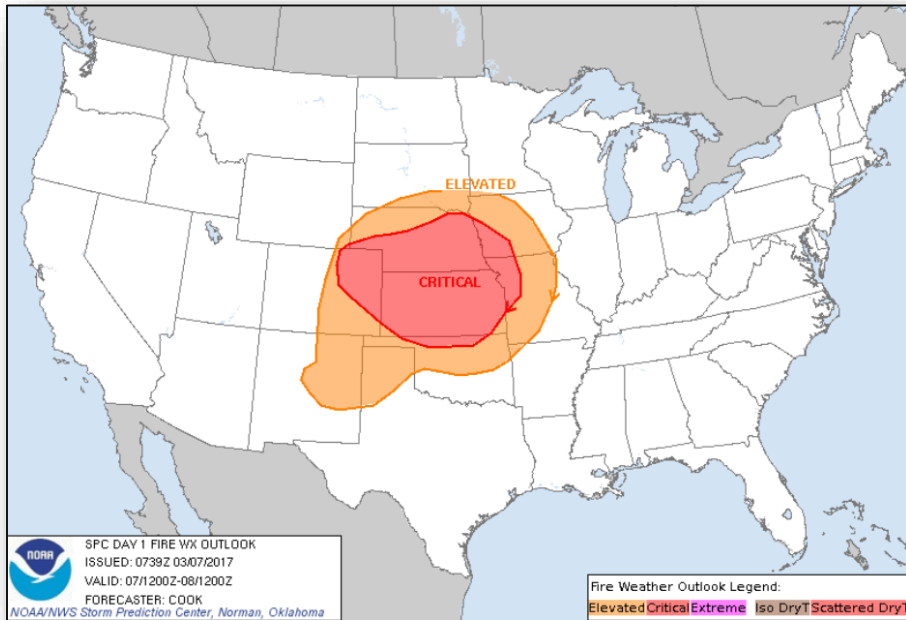 ELEVATED
CRITICAL
NOAA
SPC DAY 1 FIRE WX OUTLOOK
ISSUED: 0739Z 03/07/2017
VALID: 07/1200Z-08/1200Z
FORECASTER: COOK
NOAA/NWS Storm Prediction Center, Norman, Oklahoma
Fire Weather Outlook Legend:
Elevated Critical Extreme Iso DryT Scattered DryT